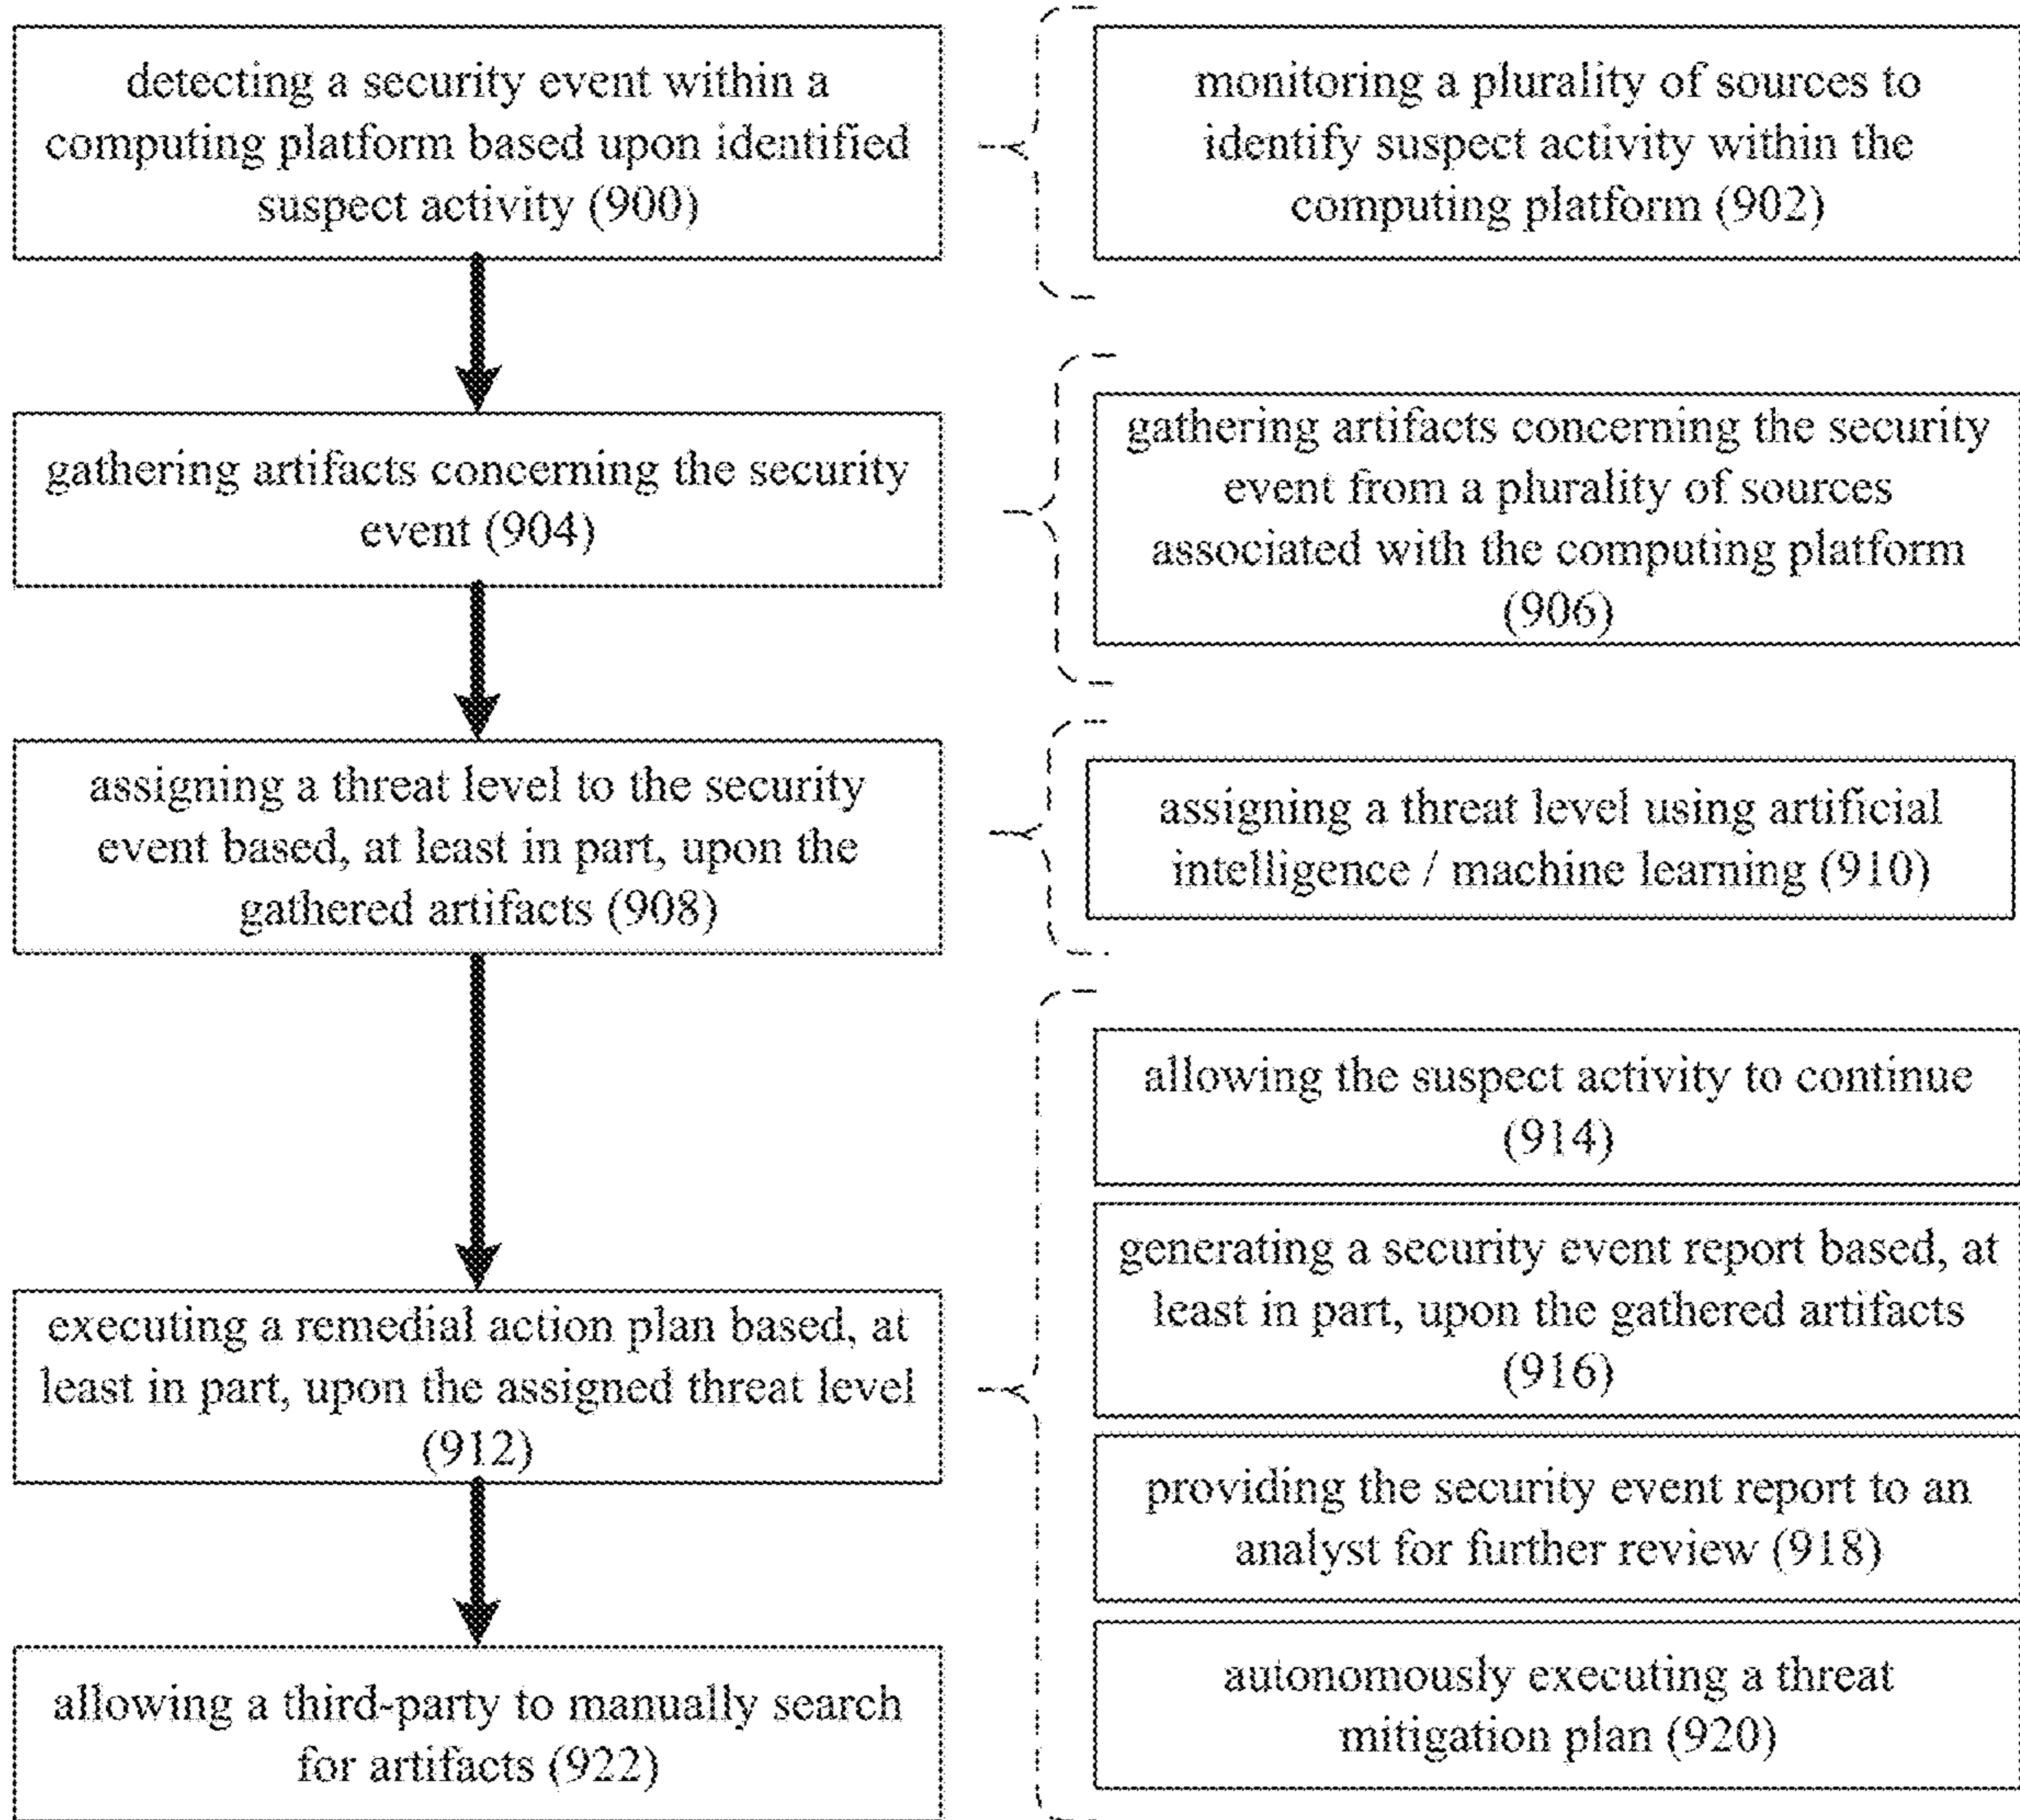 detecting a security event within a
computing platform based upon identified
suspect activity (900)
monitoring a plurality of sources to
identify suspect activity within the
computing platform (902)
gathering artifacts concerning the security
event (904)
gathering artifacts concerning the security
event from a plurality of sources
associated with the computing platform
(906)
assigning a threat level to the security
event based, at least in part, upon the
gathered artifacts (908)
assigning a threat level using artificial
intelligence / machine learning (910)
executing a remedial action plan based, at
least in part, upon the assigned threat level
(912)
allowing the suspect activity to continue
(914)
generating a security event report based, at
least in part, upon the gathered artifacts
(916)
providing the security event report to an
analyst for further review (918)
autonomously executing a threat
mitigation plan (920)
allowing a third-party to manually search
for artifacts (922)